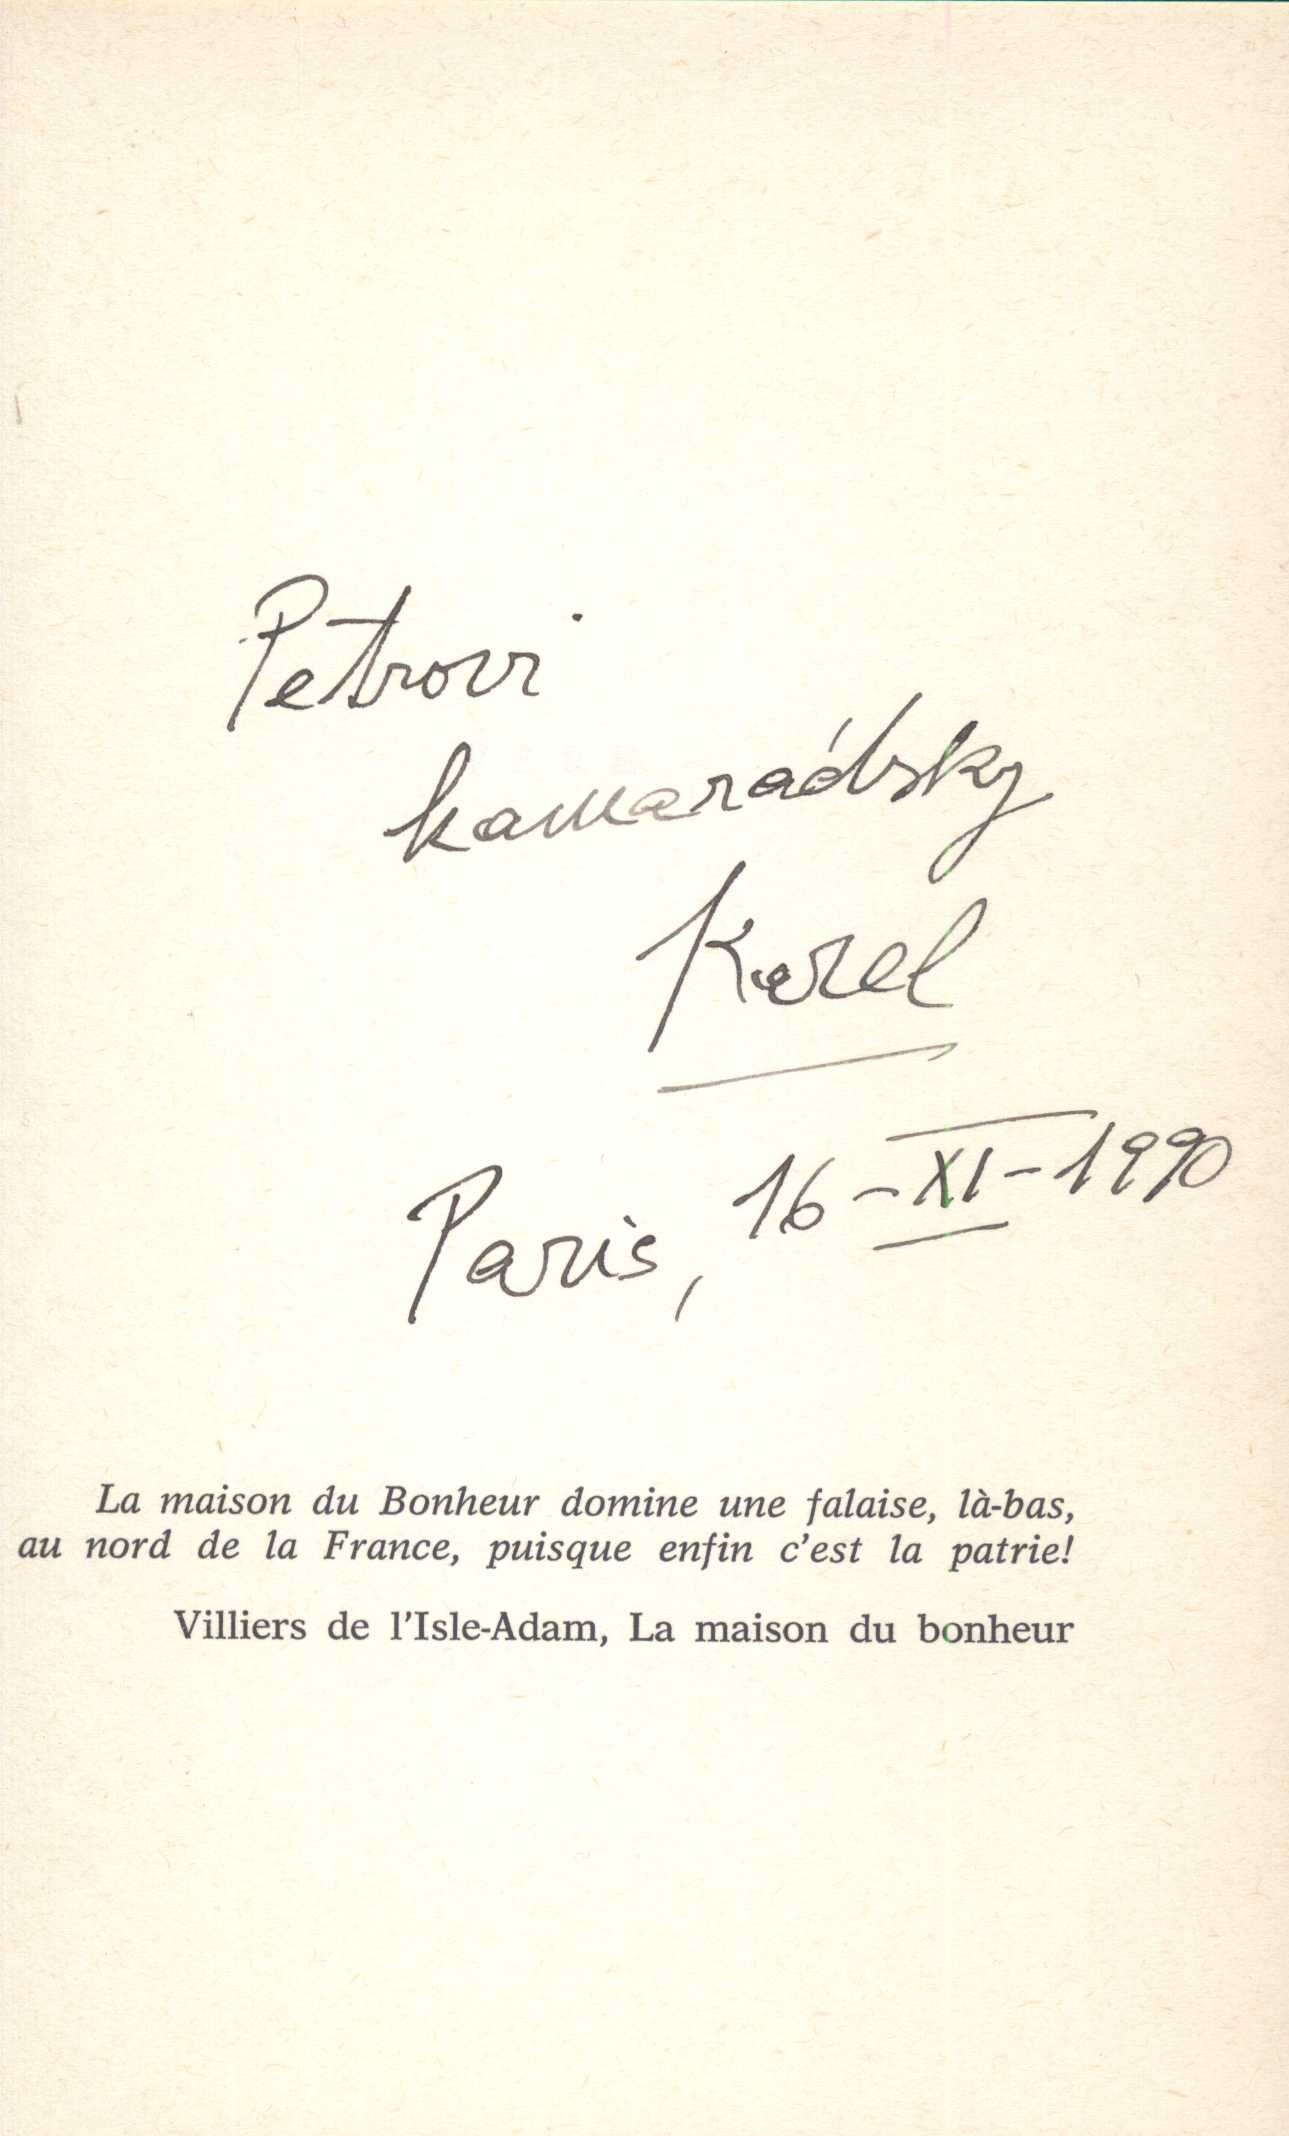 Petrovi
kamarádsky
Karel
Paris, 16-XI-1990
La maison du Bonheur domine une falaise, là-bas,
au nord de la France, puisque enfin c'est la patrie!
Villiers de l'Isle-Adam, La maison du bonheur